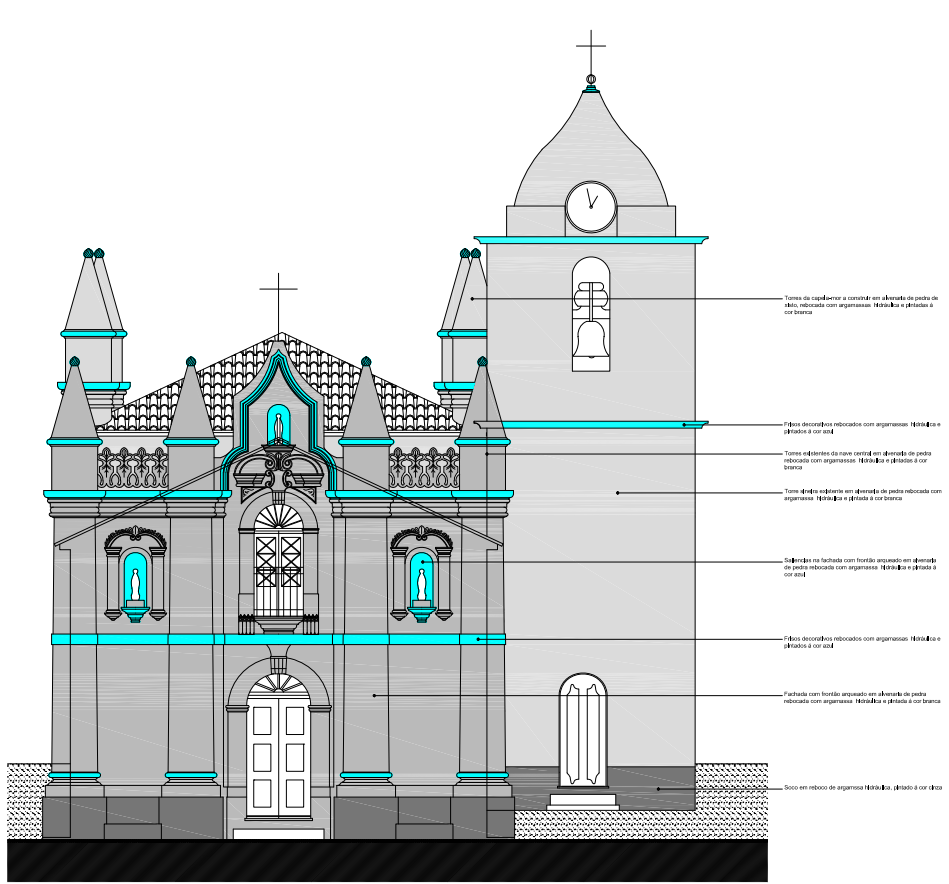 Torres da capela-mor a construir em alvenaria de pedra de
xisto, rebocada com argamassas hidráulica e pintadas à
cor branca
Frisos decorativos rebocados com argamassas hidráulica e
pintados à cor azul
Torres existentes da nave central em alvenaria de pedra
rebocada com argamassas hidráulica e pintadas à cor
branca
Torre sineira existente em alvenaria de pedra rebocada com
argamassa hidráulica e pintada à cor branca
Saliencias na fachada com frontão arqueado em alvenaria
de pedra rebocada com argamassa hidráulica e pintada à
cor azul
Frisos decorativos rebocados com argamassas hidráulica e
pintados à cor azul
Fachada com frontão arqueado em alvenaria de pedra
rebocada com argamassa hidráulica e pintada à cor branca
Soco em reboco de argamssa hidráulica, pintado à cor cinza